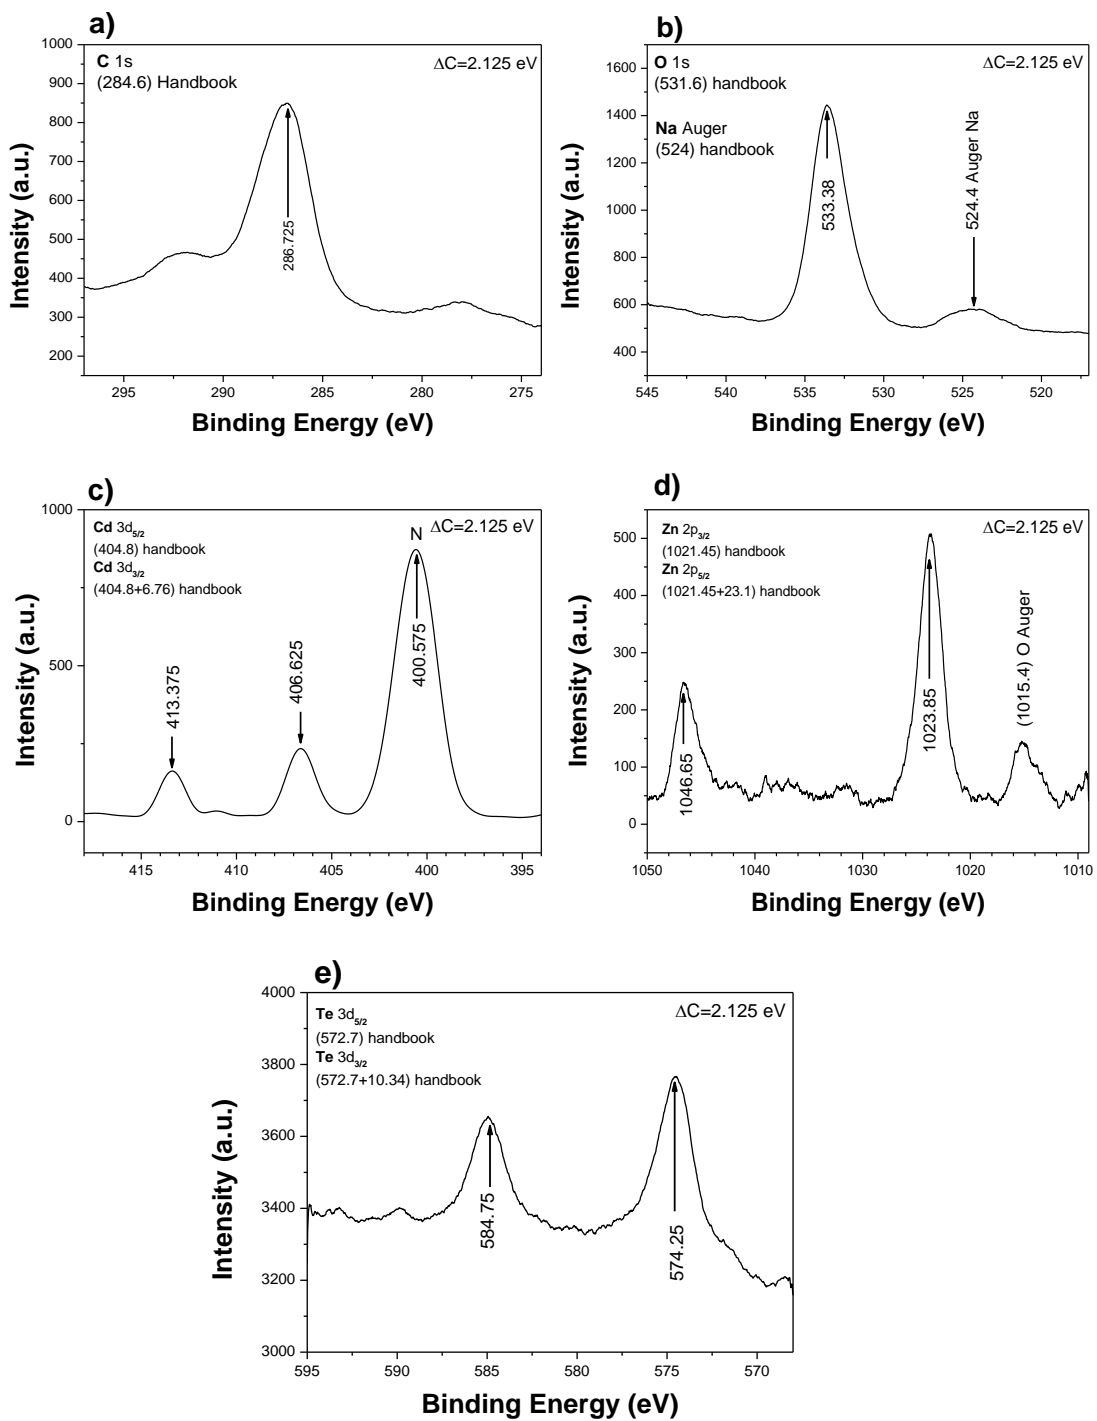 a)
C 1s
(284.6) Handbook
ΔC=2.125 eV
286.725
1000
900
800
700
600
500
400
300
200
295
290
285
280
275
Intensity (a.u.)
Binding Energy (eV)
b)
O 1s
(531.6) handbook
Na Auger
(524) handbook
ΔC=2.125 eV
533.38
524.4 Auger Na
1600
1400
1200
1000
800
600
400
545
540
535
530
525
520
Intensity (a.u.)
Binding Energy (eV)
c)
Cd 3d5/2
(404.8) handbook
Cd 3d3/2
(404.8+6.76) handbook
ΔC=2.125 eV
N
413.375
406.625
400.575
1000
500
0
415
410
405
400
395
Intensity (a.u.)
Binding Energy (eV)
d)
Zn 2p3/2
(1021.45) handbook
Zn 2p5/2
(1021.45+23.1) handbook
ΔC=2.125 eV
1046.65
1023.85
(1015.4) O Auger
500
400
300
200
100
0
1050
1040
1030
1020
1010
Intensity (a.u.)
Binding Energy (eV)
e)
Te 3d5/2
(572.7) handbook
Te 3d3/2
(572.7+10.34) handbook
ΔC=2.125 eV
584.75
574.25
4000
3800
3600
3400
3200
3000
595
590
585
580
575
570
Intensity (a.u.)
Binding Energy (eV)